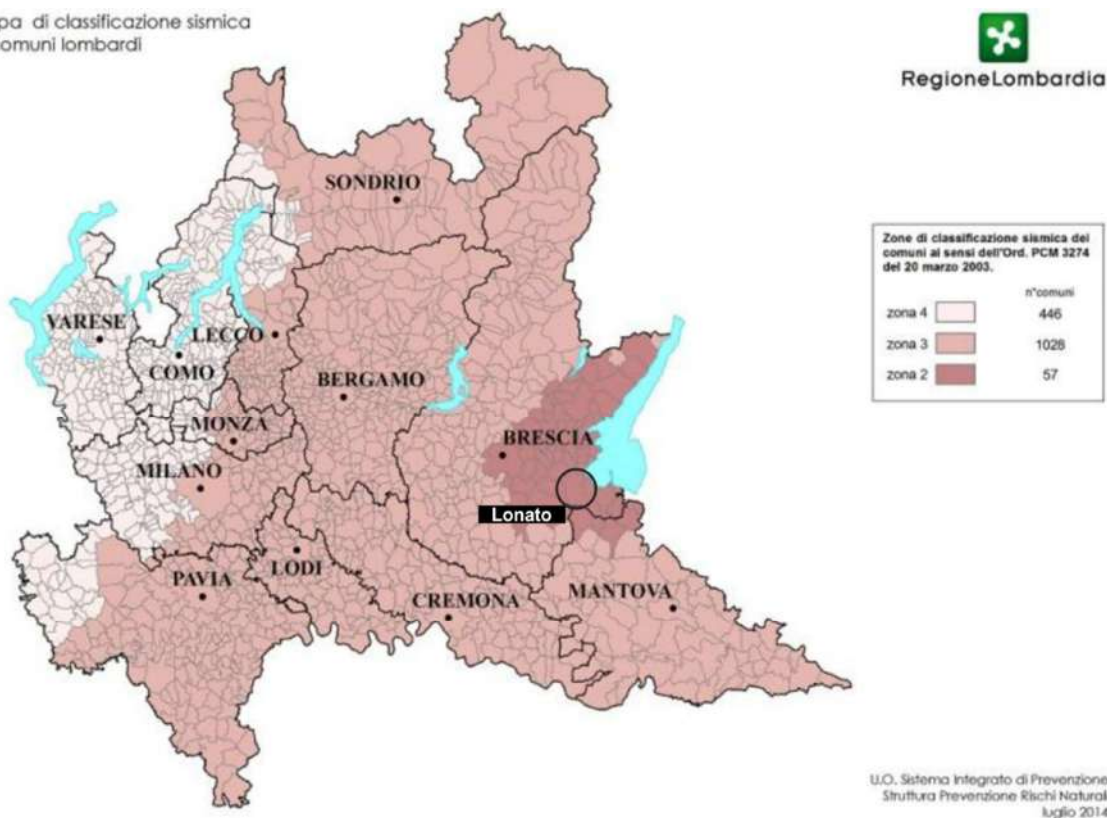 pa di classificazione sismica
comuni lombardi
RegioneLombardia
SONDRIO
Zone di classificazione sismica dei
comuni ai sensi dell'Ord. PCM 3274
del 20 marzo 2003.
n°comuni
zona 4 446
zona 3 1028
zona 2 57
VARESE
LECCO
COMO
BERGAMO
MONZA
BRESCIA
MILANO
Lonato
LODI
PAVIA
MANTOVA
CREMONA
U.O. Sistema Integrato di Prevenzione
Struttura Prevenzione Rischi Natural
luglio 2014